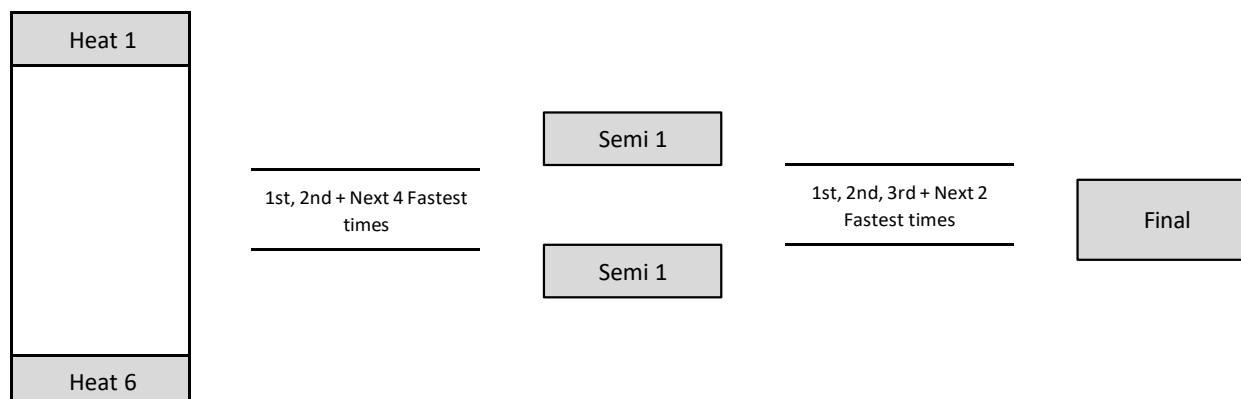 Heat 1
Semi 1
1st, 2nd + Next 4 Fastest
times
1st, 2nd, 3rd + Next 2
Fastest times
Final
Semi 1
Heat 6